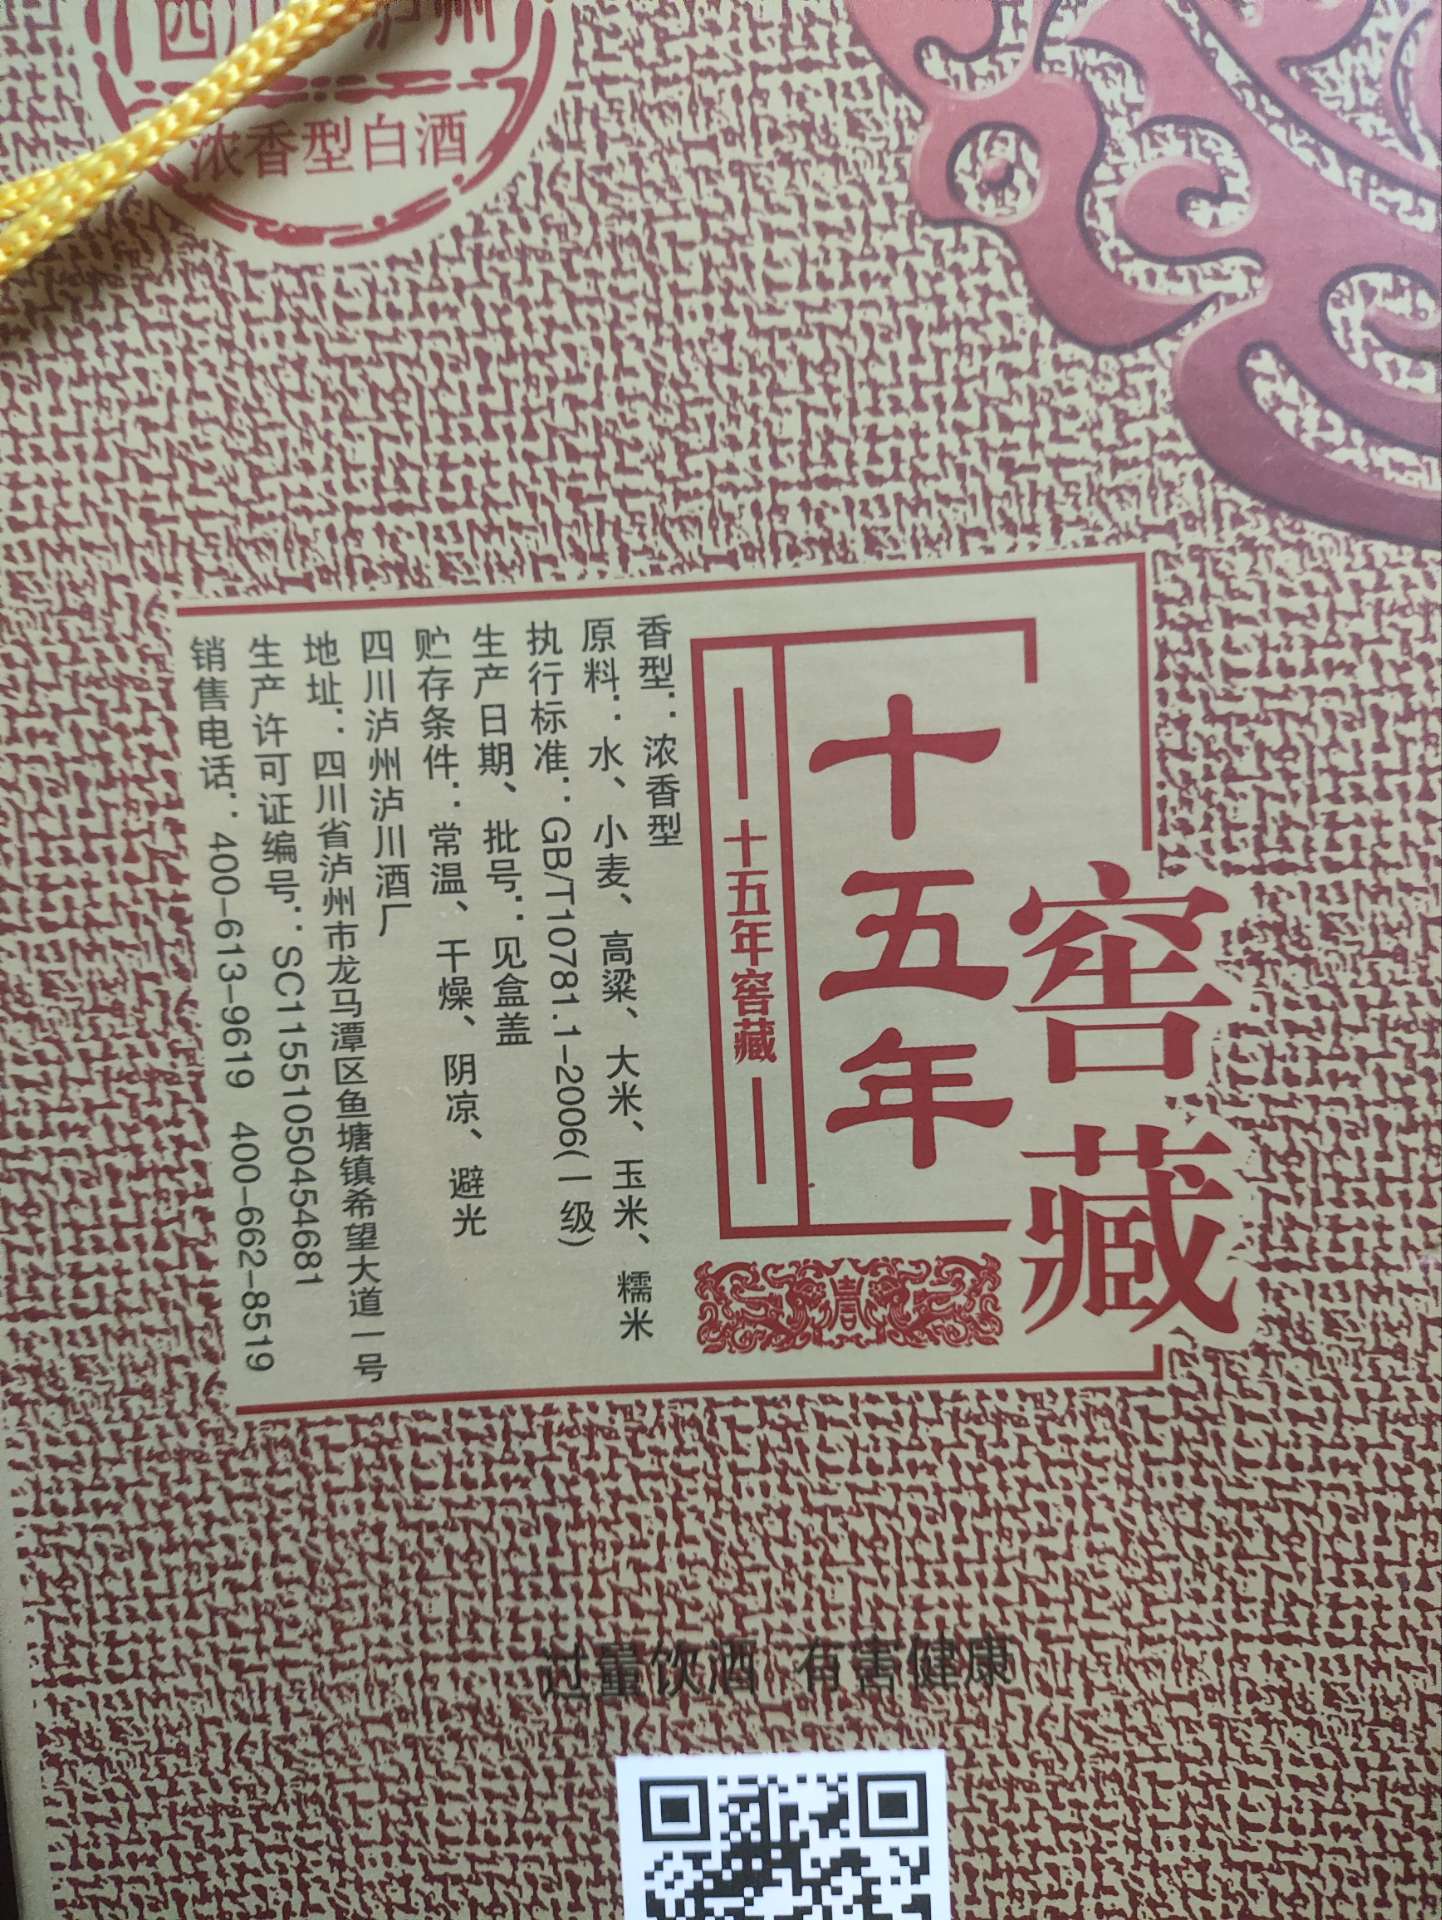 四川 泸州
浓香型白酒
窖藏
十五年
十五年窖藏
香型：浓香型
原料：水、小麦、高粱、大米、玉米、糯米
执行标准：GB/T10781.1-2006(一级)
生产日期、批号：见盒盖
贮存条件：常温、干燥、阴凉、避光
四川泸州泸川酒厂
地址：四川省泸州市龙马潭区鱼塘镇希望大道一号
生产许可证编号：SC11551050454681
销售电话：400-613-9619 400-662-8519
过量饮酒 有害健康